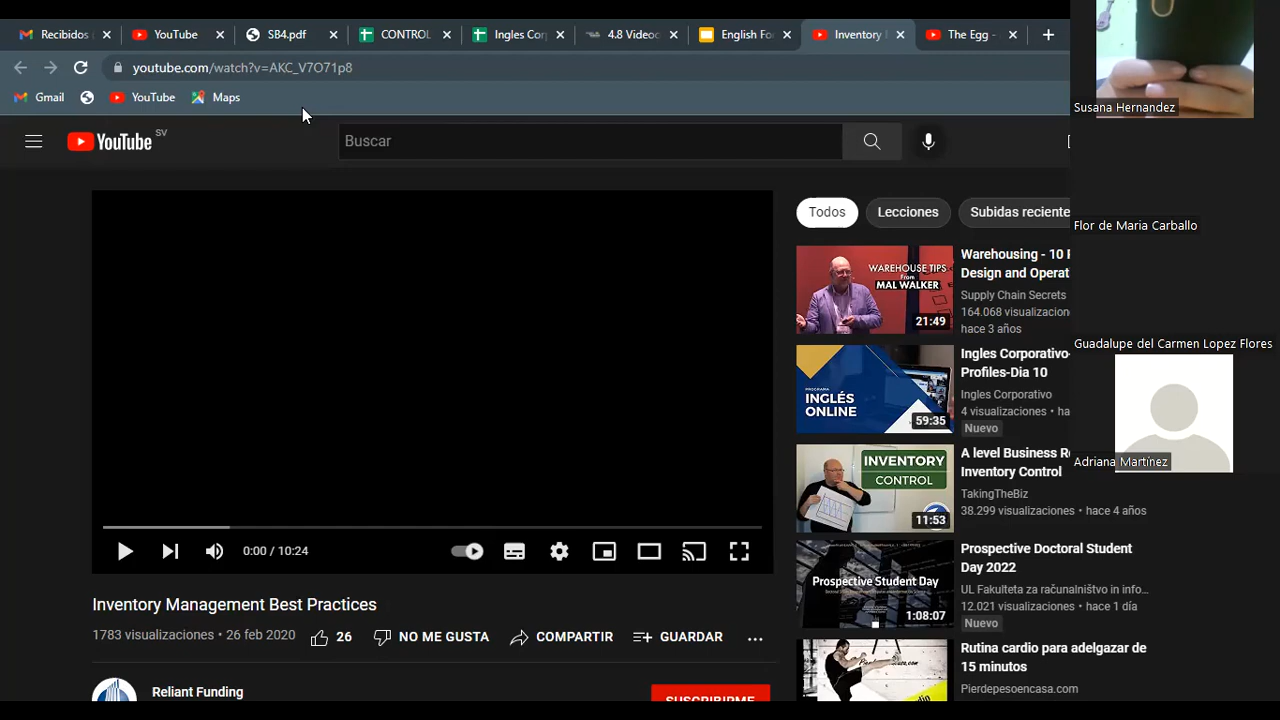 Recibidos
YouTube
SB4.pdf
CONTROL
Ingles Cor
4.8 Videoc
English Fo
Inventory
The Egg -
youtube.com/watch?v=AKC_V7O71p8
Gmail
YouTube
Maps
YouTube SV
Buscar
Todos
Lecciones
Subidas reciente
0:00 / 10:24
Inventory Management Best Practices
1783 visualizaciones • 26 feb 2020
26
NO ME GUSTA
COMPARTIR
GUARDAR
Reliant Funding
SUSCRIBIRME
WAREHOUSE TIPS
From
MAL WALKER
21:49
Warehousing - 10
Design and Operat
Supply Chain Secrets
164.068 visualizaciones
hace 3 años
PROGRAMA
INGLÉS
ONLINE
59:35
Ingles Corporativo-
Profiles-Dia 10
Ingles Corporativo
4 visualizaciones • ha
Nuevo
INVENTORY
CONTROL
11:53
A level Business Re
Inventory Control
TakingTheBiz
38.299 visualizaciones • hace 4 años
Prospective Student Day
1:08:07
Prospective Doctoral Student
Day 2022
UL Fakulteta za računalništvo in info...
12.021 visualizaciones • hace 1 día
Nuevo
Rutina cardio para adelgazar de
15 minutos
Pierdepesoencasa.com
Susana Hernandez
Flor de Maria Carballo
Guadalupe del Carmen Lopez Flores
Adriana Martínez